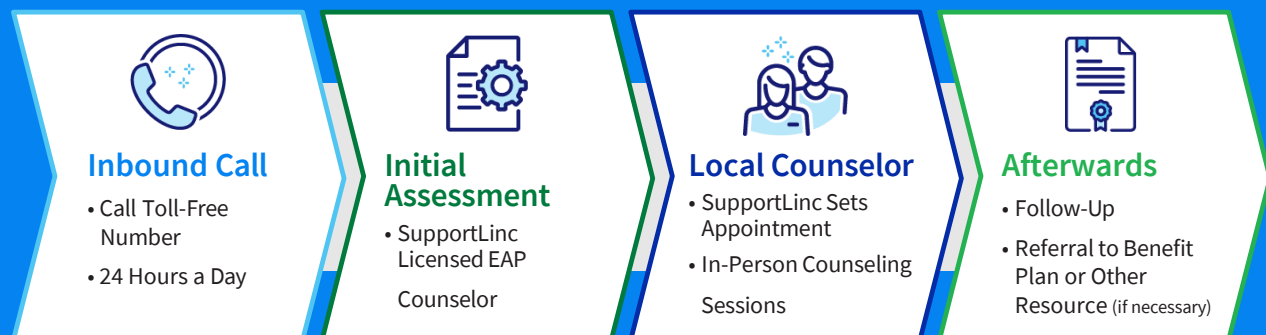 Inbound Call
• Call Toll-Free
Number
• 24 Hours a Day
Initial
Assessment
• SupportLinc
Licensed EAP
Counselor
Local Counselor
• SupportLinc Sets
Appointment
• In-Person Counseling
Sessions
Afterwards
• Follow-Up
• Referral to Benefit
Plan or Other
Resource (if necessary)